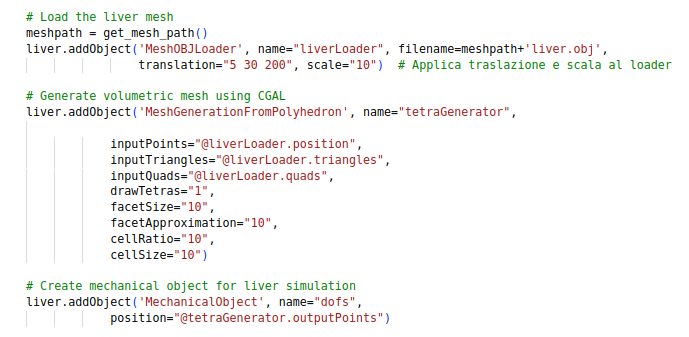 # Load the liver mesh
meshpath = get_mesh_path()
liver.addObject('MeshOBJLoader', name="liverLoader", filename=meshpath+'liver.obj',
translation="5 30 200", scale="10")  # Applica traslazione e scala al loader
# Generate volumetric mesh using CGAL
liver.addObject('MeshGenerationFromPolyhedron', name="tetraGenerator",
inputPoints="@liverLoader.position",
inputTriangles="@liverLoader.triangles",
inputQuads="@liverLoader.quads",
drawTetras="1",
facetSize="10",
facetApproximation="10",
cellRatio="10",
cellSize="10")
# Create mechanical object for liver simulation
liver.addObject('MechanicalObject', name="dofs",
position="@tetraGenerator.outputPoints")